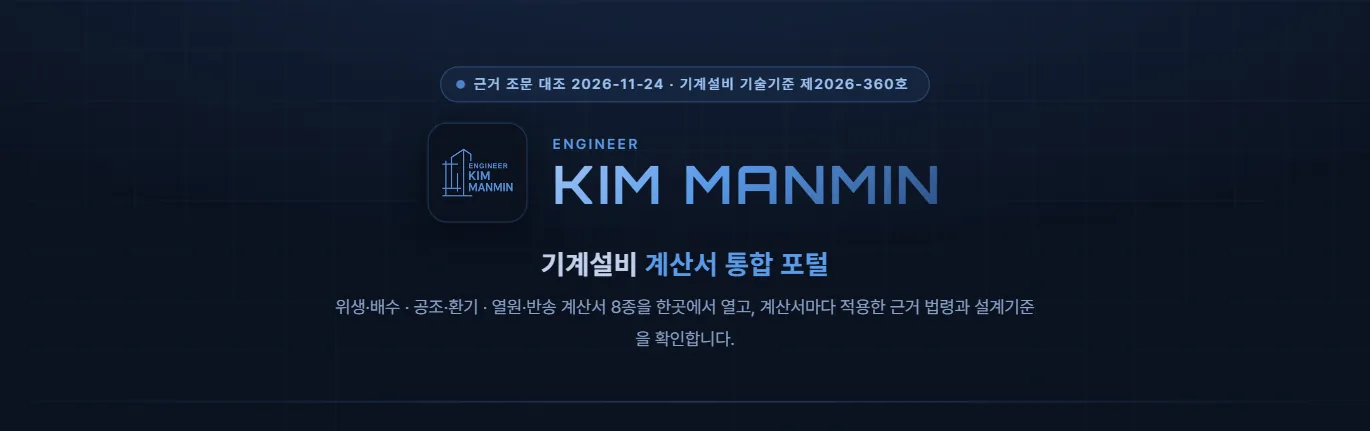 근거 조문 대조 2026-11-24 · 기계설비 기술기준 제2026-360호
ENGINEER
KIM
MANMIN
ENGINEER
KIM MANMIN
기계설비 계산서 통합 포털
위생·배수 · 공조·환기 · 열원·반송 계산서 8종을 한곳에서 열고, 계산서마다 적용한 근거 법령과 설계기준
을 확인합니다.